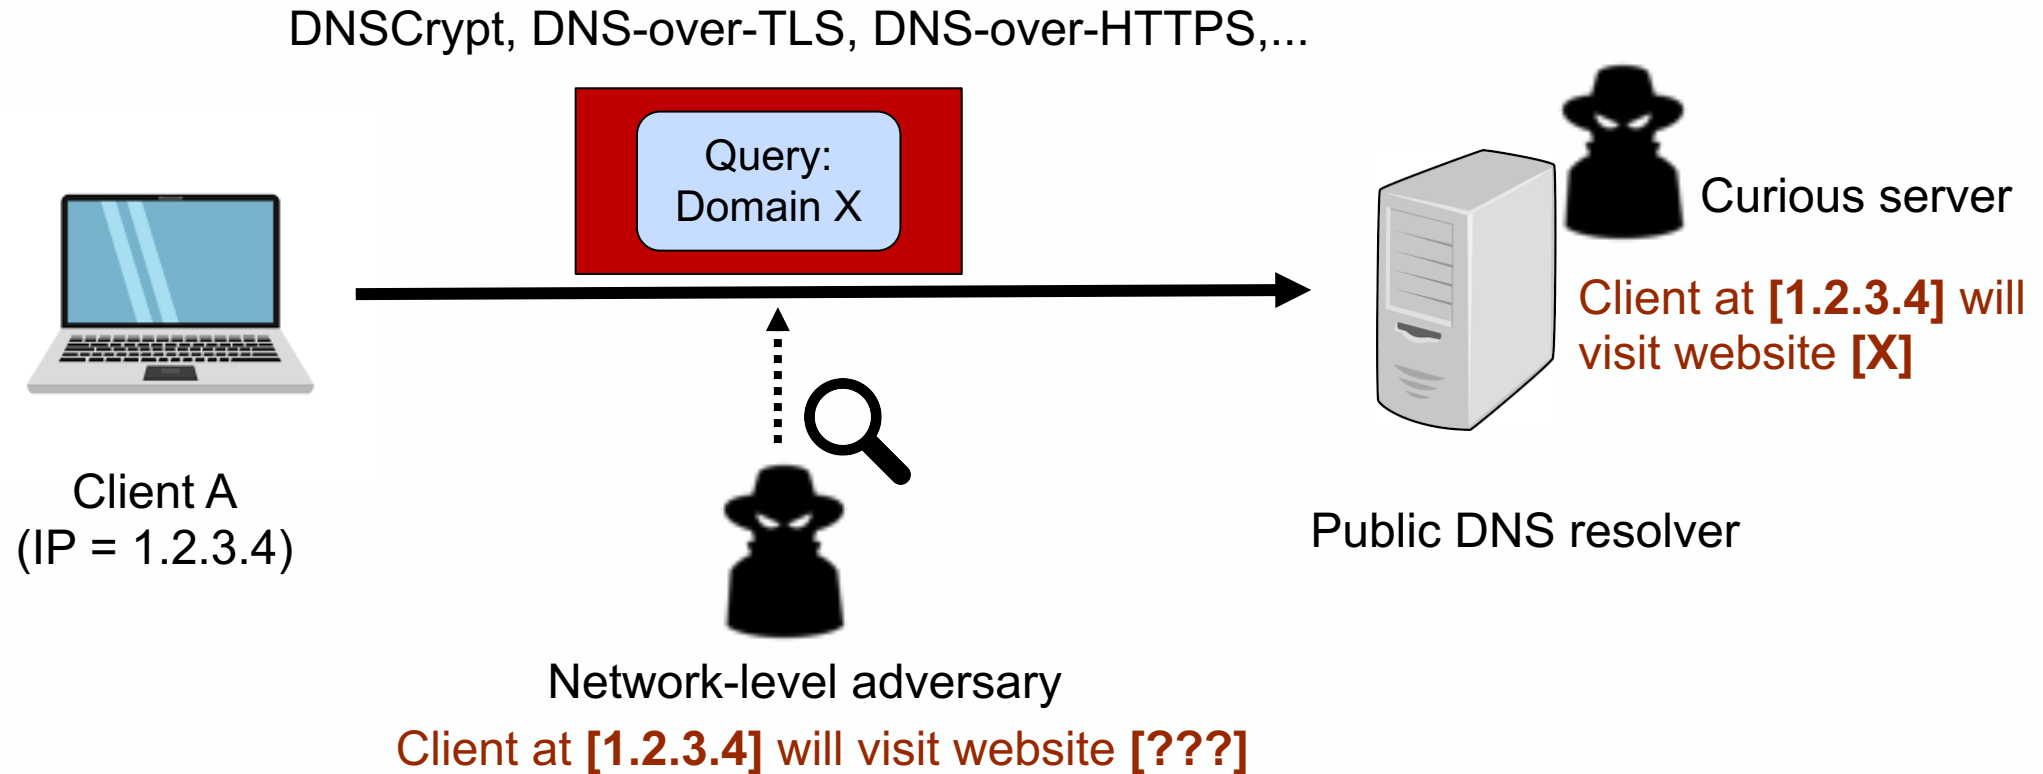 DNSCrypt, DNS-over-TLS, DNS-over-HTTPS,...
Query:
Domain X
Curious server
Client at [1.2.3.4] will
visit website [X]
Client A
(IP = 1.2.3.4)
Public DNS resolver
Network-level adversary
Client at [1.2.3.4] will visit website [???]